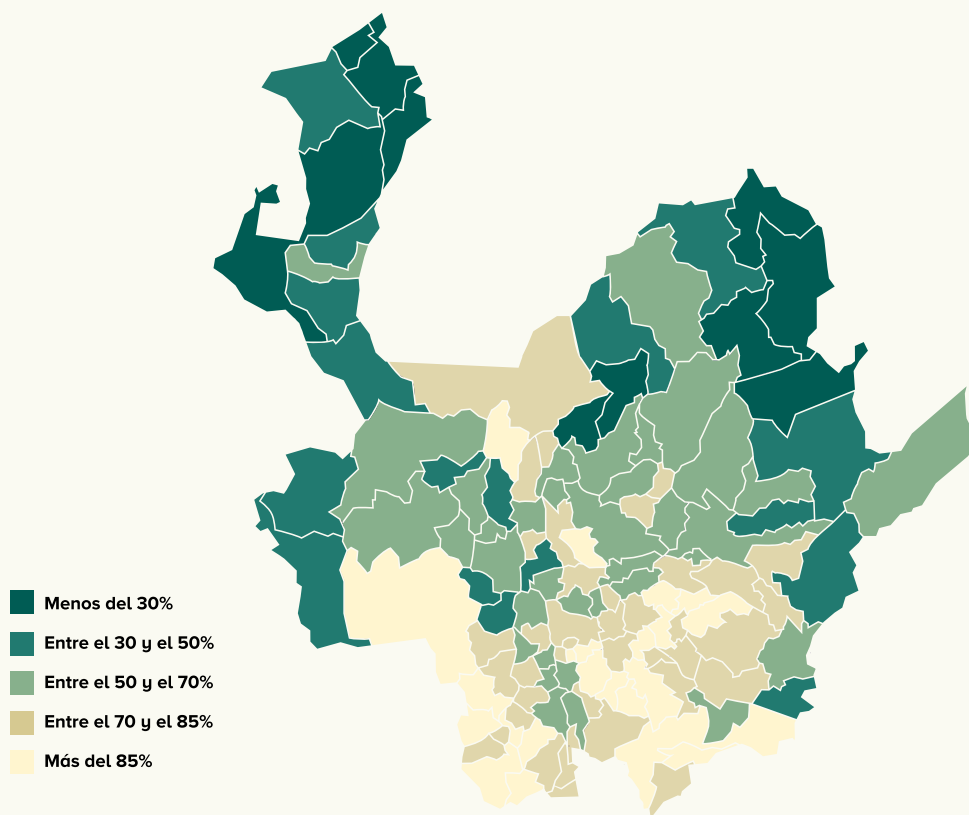 Menos del 30%
Entre el 30 y el 50%
Entre el 50 y el 70%
Entre el 70 y el 85%
Más del 85%